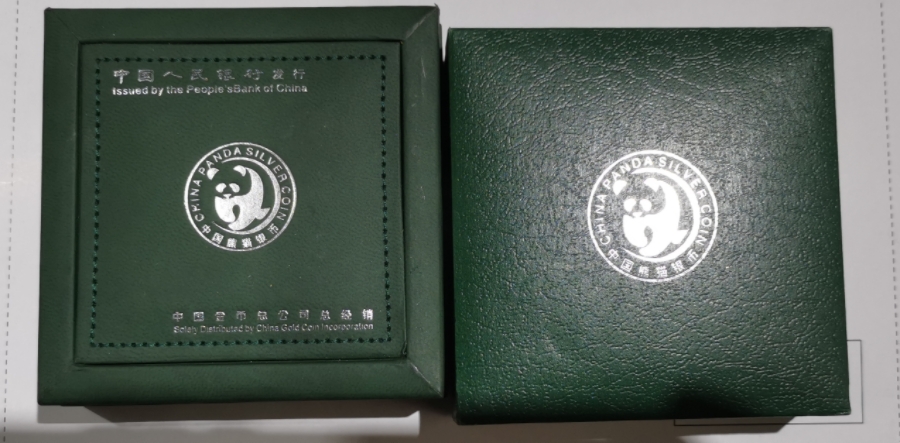 中国人民银行发行
Issued by the People'sBank of China
CHINA PANDA SILVER COIN
中国熊猫银币
中国金币总公司总经销
Solely Distributed by China Gold Coin Incorporation
CHINA PANDA SILVER COIN
中国熊猫银币